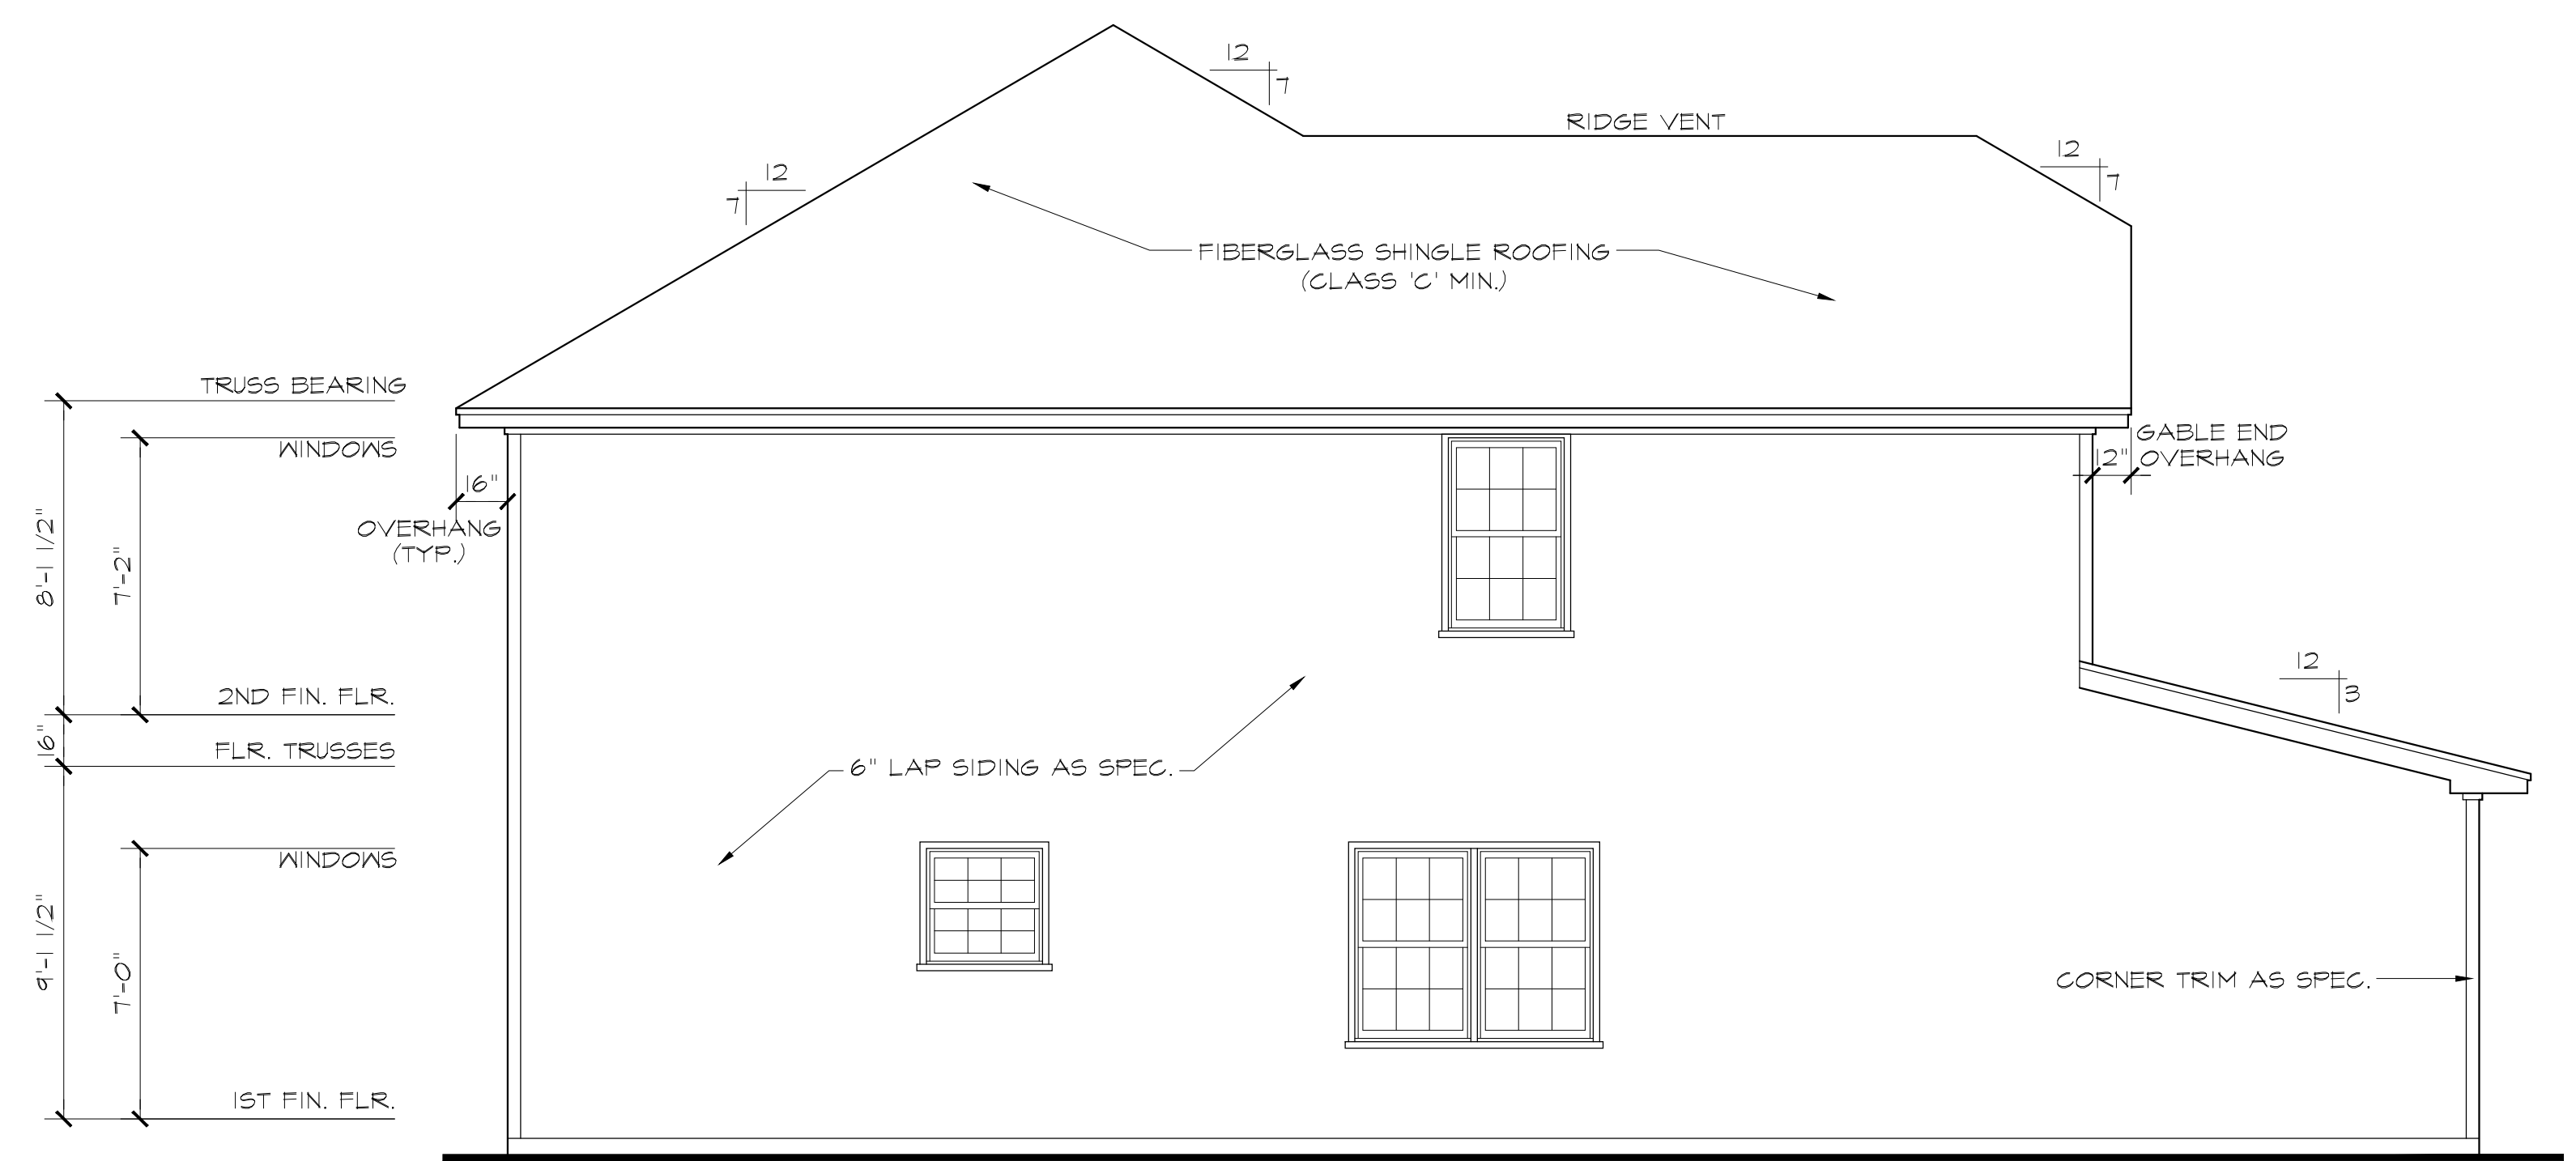 12
7
RIDGE VENT
12
7
12
7
FIBERGLASS SHINGLE ROOFING
(CLASS 'C' MIN.)
TRUSS BEARING
WINDOWS
GABLE END
12" OVERHANG
16"
OVERHANG
(TYP.)
8'-1 1/2"
7'-2"
12
3
2ND FIN. FLR.
16"
FLR. TRUSSES
6" LAP SIDING AS SPEC.
WINDOWS
9'-1 1/2"
7'-0"
CORNER TRIM AS SPEC.
1ST FIN. FLR.